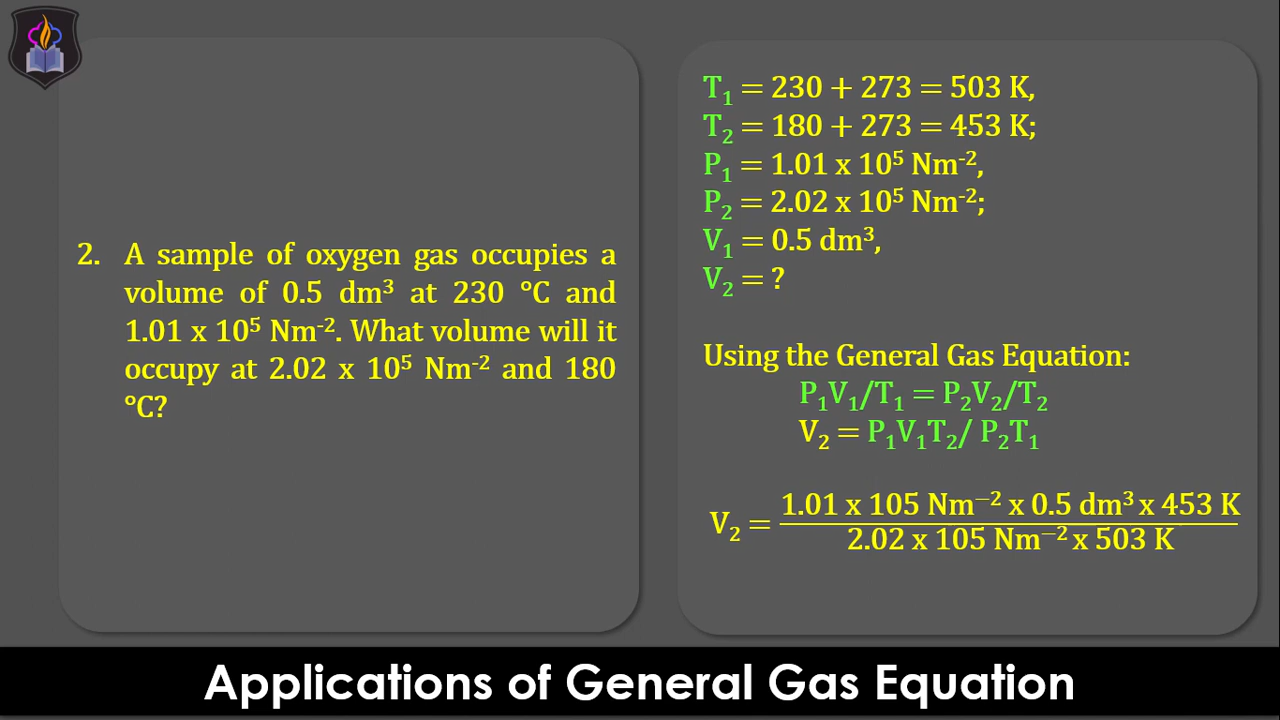 2. A sample of oxygen gas occupies a
volume of 0.5 dm³ at 230 °C and
1.01 x 10⁵ Nm⁻². What volume will it
occupy at 2.02 x 10⁵ Nm⁻² and 180
°C?
T₁ = 230 + 273 = 503 K,
T₂ = 180 + 273 = 453 K;
P₁ = 1.01 x 10⁵ Nm⁻²,
P₂ = 2.02 x 10⁵ Nm⁻²;
V₁ = 0.5 dm³,
V₂ = ?
Using the General Gas Equation:
P₁V₁/T₁ = P₂V₂/T₂
V₂ = P₁V₁T₂/ P₂T₁
V₂ = 1.01 x 105 Nm⁻² x 0.5 dm³ x 453 K
2.02 x 105 Nm⁻² x 503 K
Applications of General Gas Equation